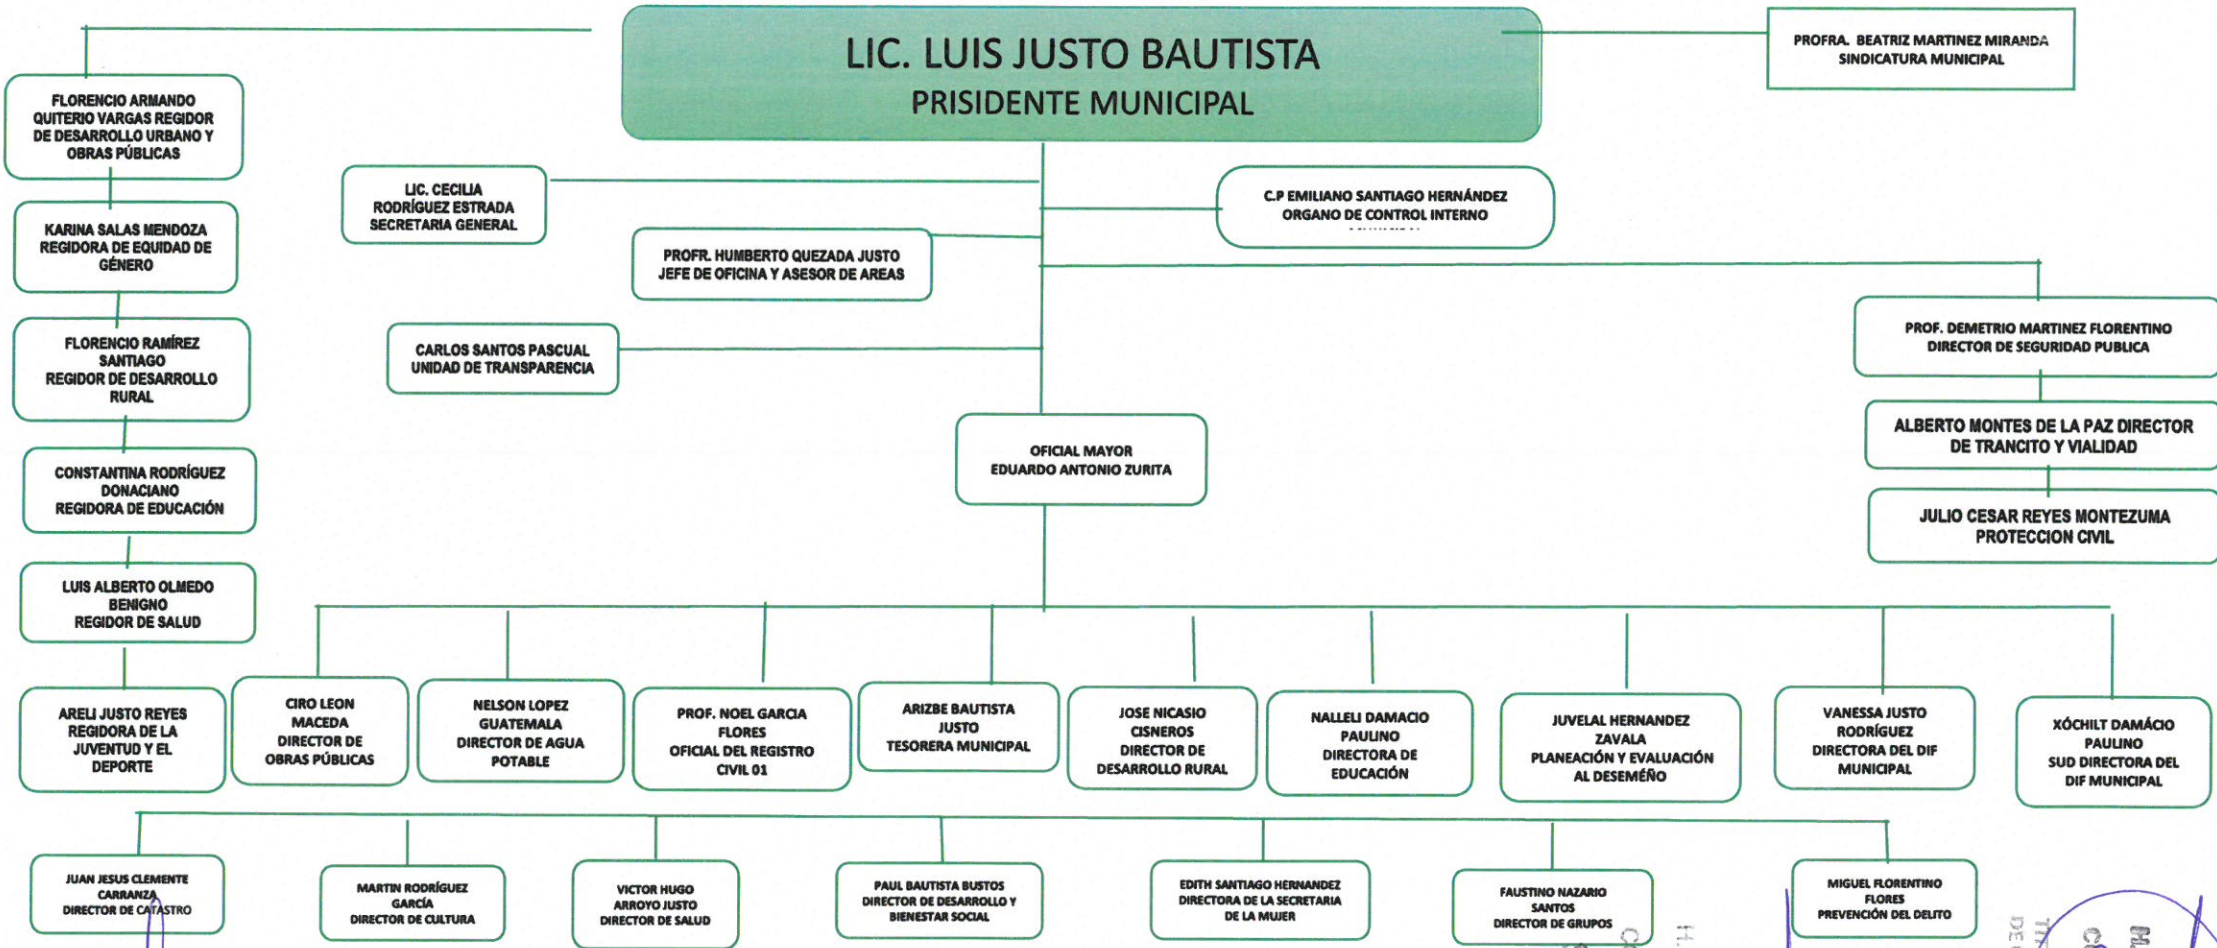 LIC. LUIS JUSTO BAUTISTA
PRISIDENTE MUNICIPAL
PROFRA. BEATRIZ MARTINEZ MIRANDA
SINDICATURA MUNICIPAL
FLORENCIO ARMANDO
QUITERIO VARGAS REGIDOR
DE DESARROLLO URBANO Y
OBRAS PÚBLICAS
KARINA SALAS MENDOZA
REGIDORA DE EQUIDAD DE
GÉNERO
FLORENCIO RAMÍREZ
SANTIAGO
REGIDOR DE DESARROLLO
RURAL
CONSTANTINA RODRÍGUEZ
DONACIANO
REGIDORA DE EDUCACIÓN
LUIS ALBERTO OLMEDO
BENIGNO
REGIDOR DE SALUD
ARELI JUSTO REYES
REGIDORA DE LA
JUVENTUD Y EL
DEPORTE
LIC. CECILIA
RODRÍGUEZ ESTRADA
SECRETARIA GENERAL
C.P EMILIANO SANTIAGO HERNÁNDEZ
ORGANO DE CONTROL INTERNO
PROFR. HUMBERTO QUEZADA JUSTO
JEFE DE OFICINA Y ASESOR DE AREAS
CARLOS SANTOS PASCUAL
UNIDAD DE TRANSPARENCIA
PROF. DEMETRIO MARTINEZ FLORENTINO
DIRECTOR DE SEGURIDAD PUBLICA
ALBERTO MONTES DE LA PAZ DIRECTOR
DE TRANCITO Y VIALIDAD
JULIO CESAR REYES MONTEZUMA
PROTECCION CIVIL
OFICIAL MAYOR
EDUARDO ANTONIO ZURITA
CIRO LEON
MACEDA
DIRECTOR DE
OBRAS PÚBLICAS
NELSON LOPEZ
GUATEMALA
DIRECTOR DE AGUA
POTABLE
PROF. NOEL GARCIA
FLORES
OFICIAL DEL REGISTRO
CIVIL 01
ARIZBE BAUTISTA
JUSTO
TESORERA MUNICIPAL
JOSE NICASIO
CISNEROS
DIRECTOR DE
DESARROLLO RURAL
NALLELI DAMACIO
PAULINO
DIRECTORA DE
EDUCACIÓN
JUVELAL HERNANDEZ
ZAVALA
PLANEACIÓN Y EVALUACIÓN
AL DESEMÉÑO
VANESSA JUSTO
RODRÍGUEZ
DIRECTORA DEL DIF
MUNICIPAL
XÓCHILT DAMÁCIO
PAULINO
SUD DIRECTORA DEL
DIF MUNICIPAL
JUAN JESUS CLEMENTE
CARRANZA
DIRECTOR DE CATASTRO
MARTIN RODRÍGUEZ
GARCÍA
DIRECTOR DE CULTURA
VICTOR HUGO
ARROYO JUSTO
DIRECTOR DE SALUD
PAUL BAUTISTA BUSTOS
DIRECTOR DE DESARROLLO Y
BIENESTAR SOCIAL
EDITH SANTIAGO HERNANDEZ
DIRECTORA DE LA SECRETARIA
DE LA MUJER
FAUSTINO NAZARIO
SANTOS
DIRECTOR DE GRUPOS
MIGUEL FLORENTINO
FLORES
PREVENCIÓN DEL DELITO